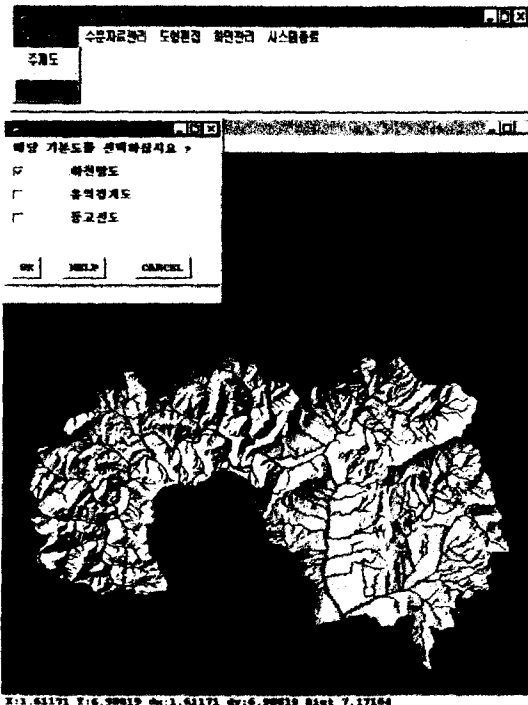 수문자료관리 도형편집 화면관리 시스템종료
주제도
해당 기본도를 선택하십시요 ?
하천망도
유역경계도
등고선도
OK HELP CANCEL
X:1.61171 Y:6.98819 dx:1.61171 dy:6.98819 Dist 7.17164